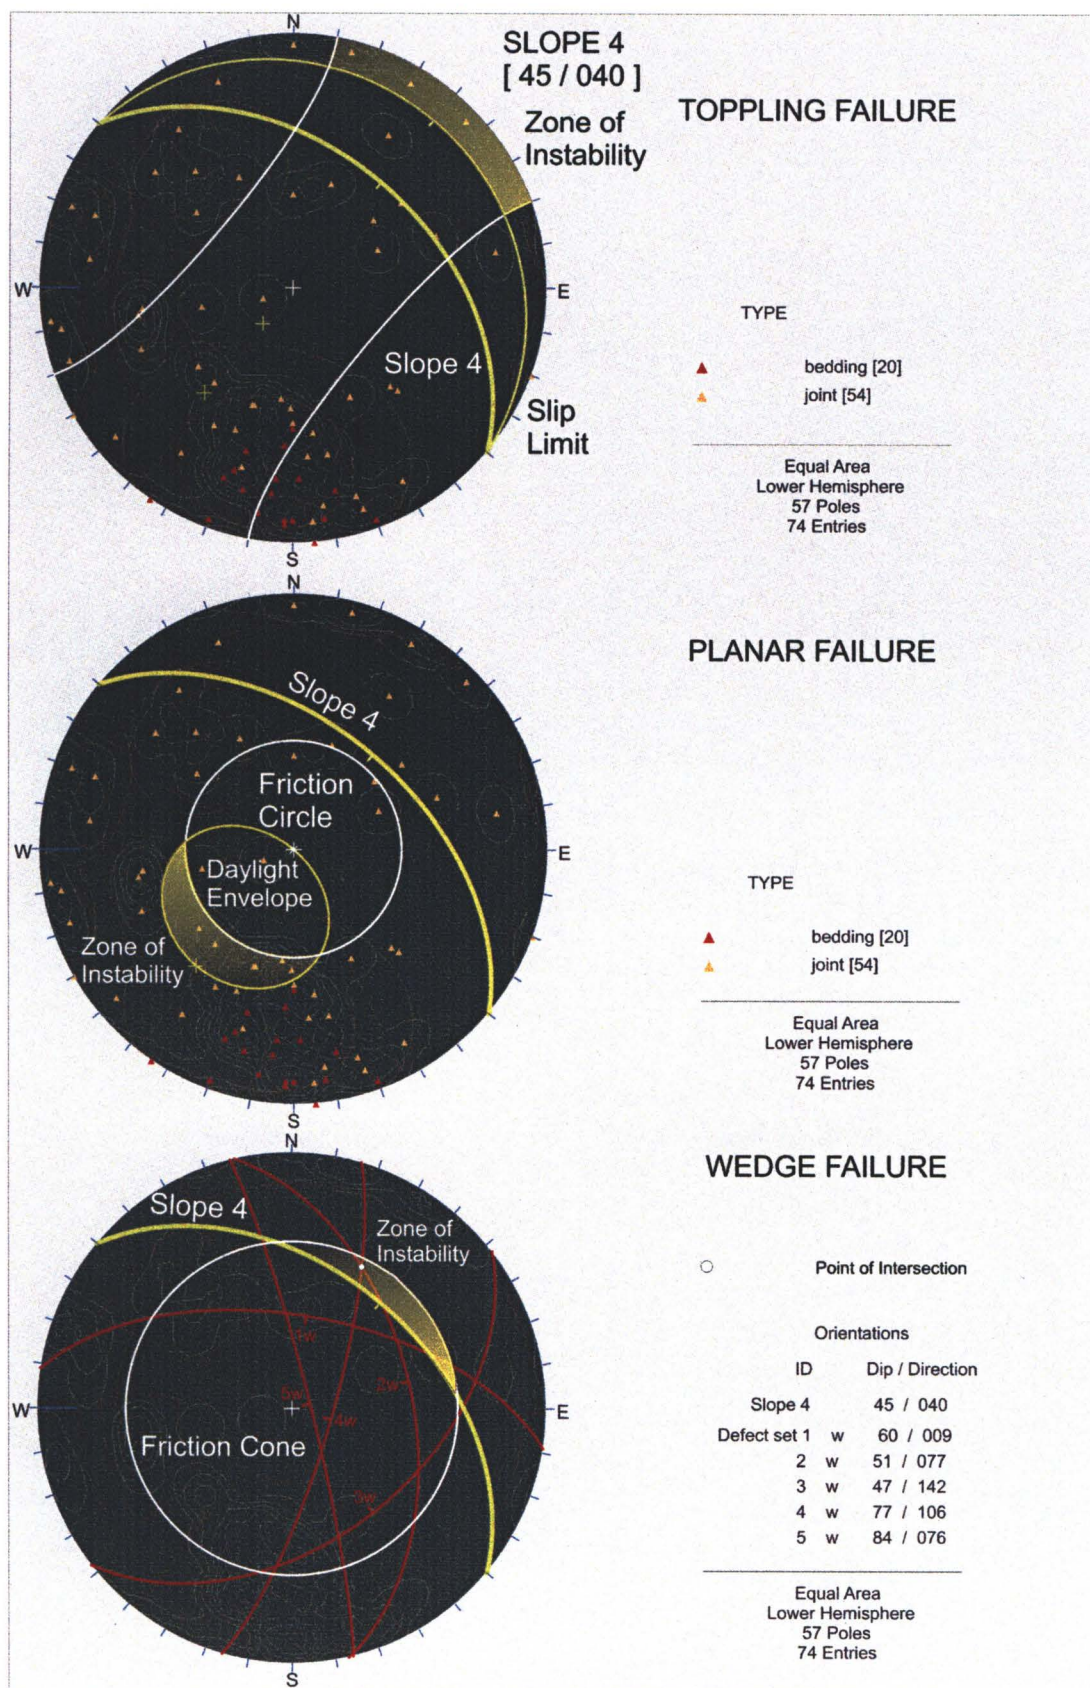 N
SLOPE 4
[ 45 / 040 ]
Zone of
Instability
TOPPLING FAILURE
W
E
TYPE
Slope 4
bedding [20]
joint [54]
Slip
Limit
Equal Area
Lower Hemisphere
57 Poles
74 Entries
S
N
PLANAR FAILURE
Slope 4
Friction
Circle
W
E
Daylight
Envelope
TYPE
Zone of
Instability
bedding [20]
joint [54]
Equal Area
Lower Hemisphere
57 Poles
74 Entries
S
N
WEDGE FAILURE
Slope 4
Zone of
Instability
Point of Intersection
1w
Orientations
2w
ID Dip / Direction
5w
W
E
Slope 4 45 / 040
4w
Friction Cone
Defect set 1 w 60 / 009
2 w 51 / 077
3w
3 w 47 / 142
4 w 77 / 106
5 w 84 / 076
Equal Area
Lower Hemisphere
57 Poles
74 Entries
S